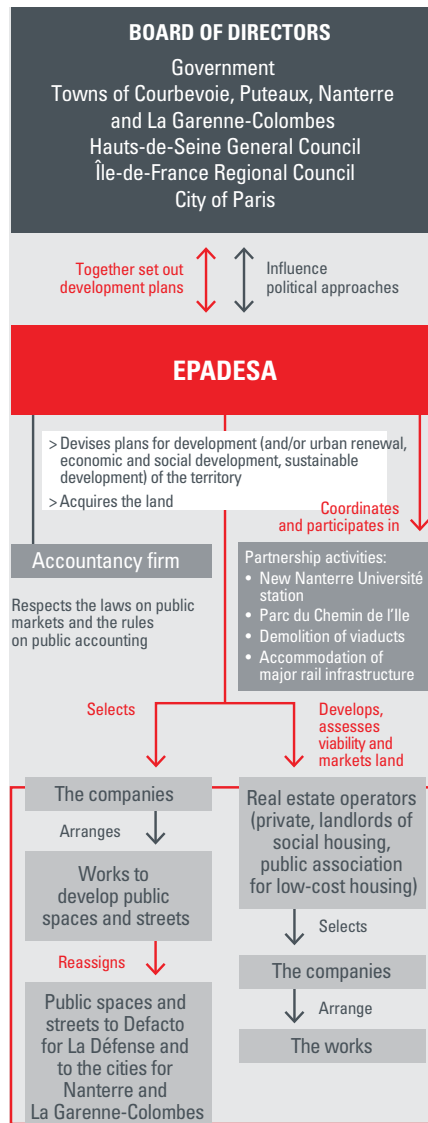 BOARD OF DIRECTORS
Government
Towns of Courbevoie, Puteaux, Nanterre
and La Garenne-Colombes
Hauts-de-Seine General Council
Île-de-France Regional Council
City of Paris
Together set out
development plans
Influence
political approaches
EPADESA
> Devises plans for development (and/or urban renewal,
economic and social development, sustainable
development) of the territory
> Acquires the land
Coordinates
and participates in
Accountancy firm
Respects the laws on public
markets and the rules
on public accounting
Partnership activities:
• New Nanterre Université
station
• Parc du Chemin de l'Ile
• Demolition of viaducts
• Accommodation of
major rail infrastructure
Selects
Develops,
assesses
viability and
markets land
The companies
Arranges
Works to
develop public
spaces and streets
Reassigns
Public spaces and
streets to Defacto
for La Défense and
to the cities for
Nanterre and
La Garenne-Colombes
Real estate operators
(private, landlords of
social housing,
public association
for low-cost housing)
Selects
The companies
Arrange
The works